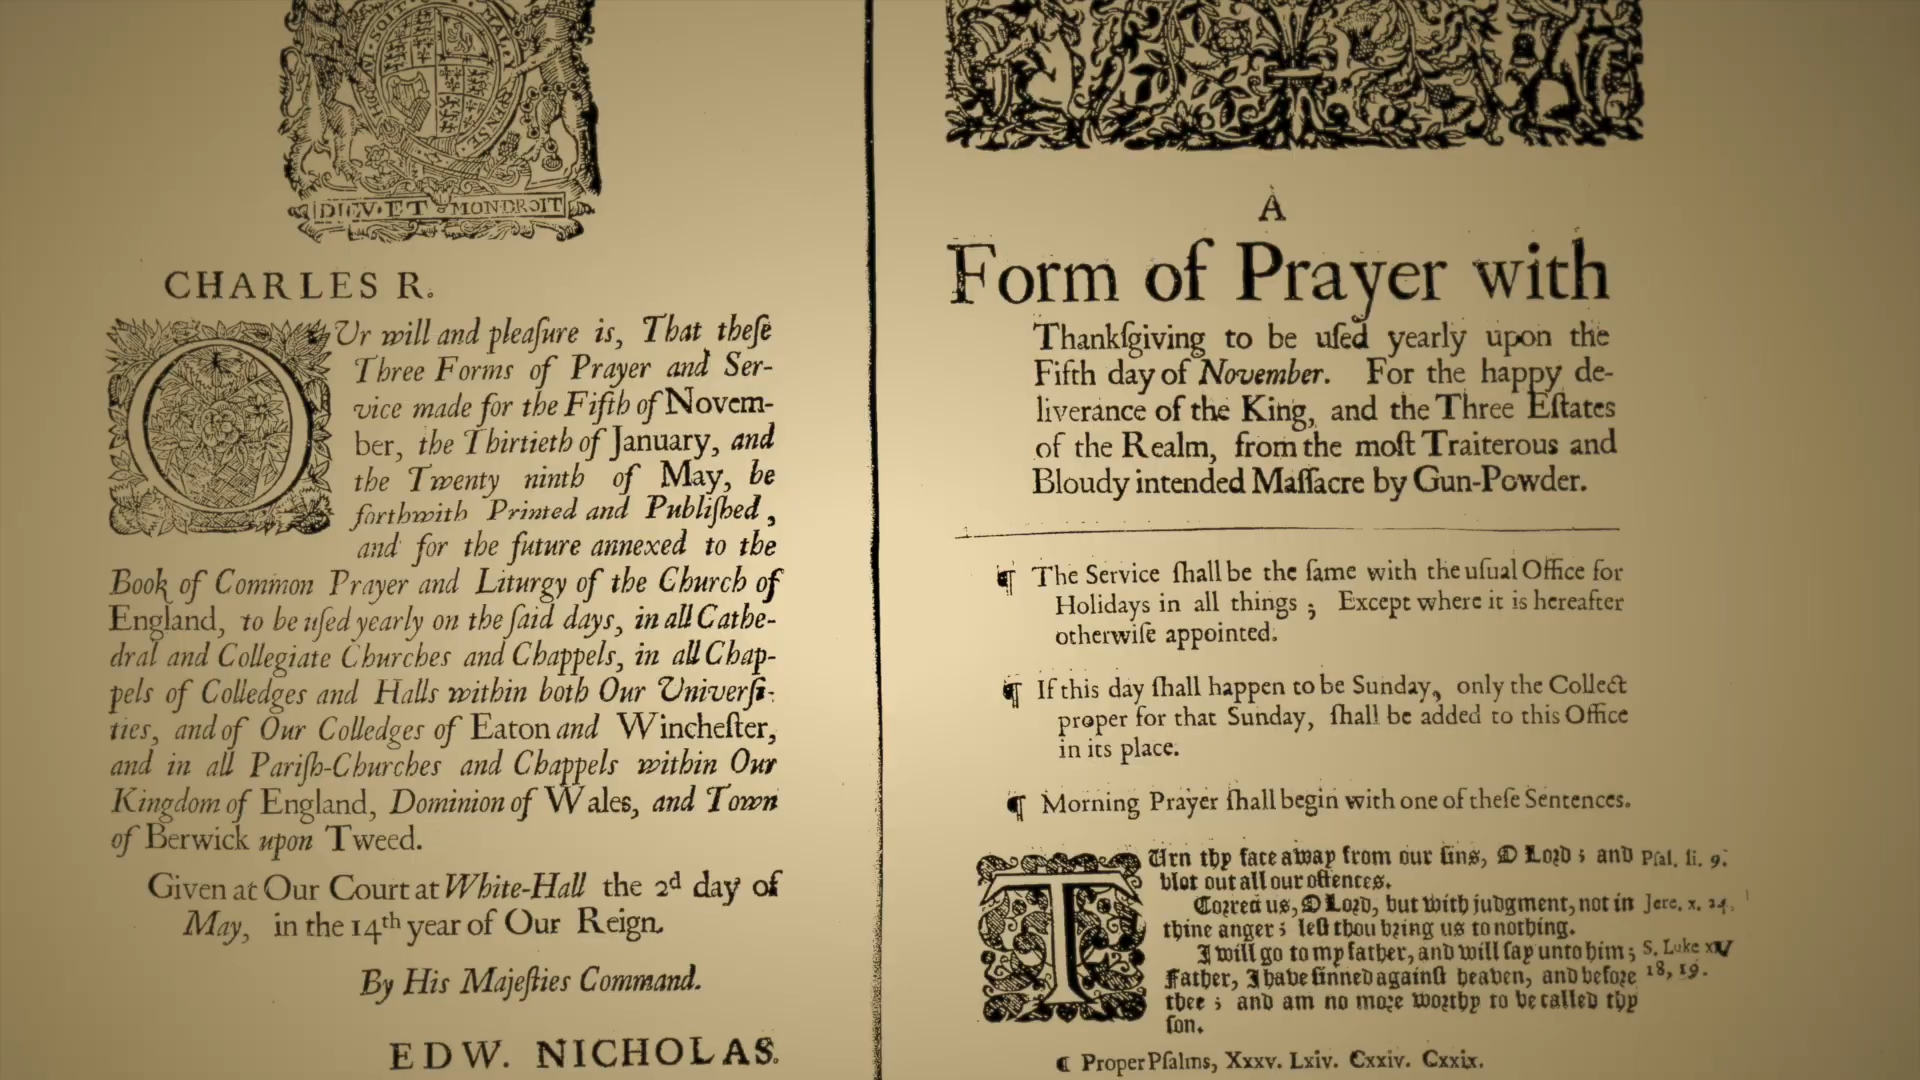 DIEV·ET MON·DROIT
CHARLES R.
OUr will and pleaſure is, That theſe
Three Forms of Prayer and Ser-
vice made for the Fifth of Novem-
ber, the Thirtieth of January, and
the Twenty ninth of May, be
forthwith Printed and Publiſhed,
and for the future annexed to the
Book of Common Prayer and Liturgy of the Church of
England, to be uſed yearly on the ſaid days, in all Cathe-
dral and Collegiate Churches and Chappels, in all Chap-
pels of Colledges and Halls within both Our Univerſi-
ties, and of Our Colledges of Eaton and Wincheſter,
and in all Pariſh-Churches and Chappels within Our
Kingdom of England, Dominion of Wales, and Town
of Berwick upon Tweed.
Given at Our Court at White-Hall the 2d day of
May, in the 14th year of Our Reign.
By His Majeſties Command.
EDW. NICHOLAS.
A
Form of Prayer with
Thankſgiving to be uſed yearly upon the
Fifth day of November. For the happy de-
liverance of the King, and the Three Eſtates
of the Realm, from the moſt Traiterous and
Bloudy intended Maſſacre by Gun-Powder.
¶ The Service ſhall be the ſame with the uſual Office for
Holidays in all things; Except where it is hereafter
otherwiſe appointed.
¶ If this day ſhall happen to be Sunday, only the Collect
proper for that Sunday, ſhall be added to this Office
in its place.
¶ Morning Prayer ſhall begin with one of theſe Sentences.
TUrn thy face away from our ſins, O Lord; and Pſal. li. 9.
blot out all our offences.
Correct us, O Lord, but with judgment, not in Jere. x. 24.
thine anger; leſt thou bring us to nothing.
I will go to my father, and will ſay unto him; S. Luke xv
Father, I have ſinned againſt heaven, and before 18, 19.
thee; and am no more worthy to be called thy
ſon.
¶ Proper Pſalms, Xxxv. Lxiv. Cxxiv. Cxxix.